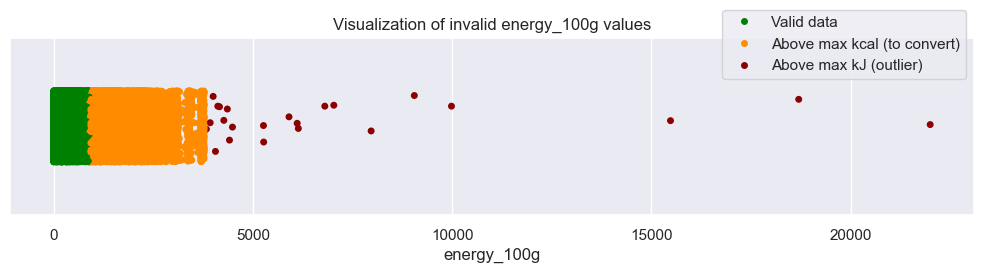 Visualization of invalid energy_100g values
Valid data
Above max kcal (to convert)
Above max kJ (outlier)
0 5000 10000 15000 20000
energy_100g